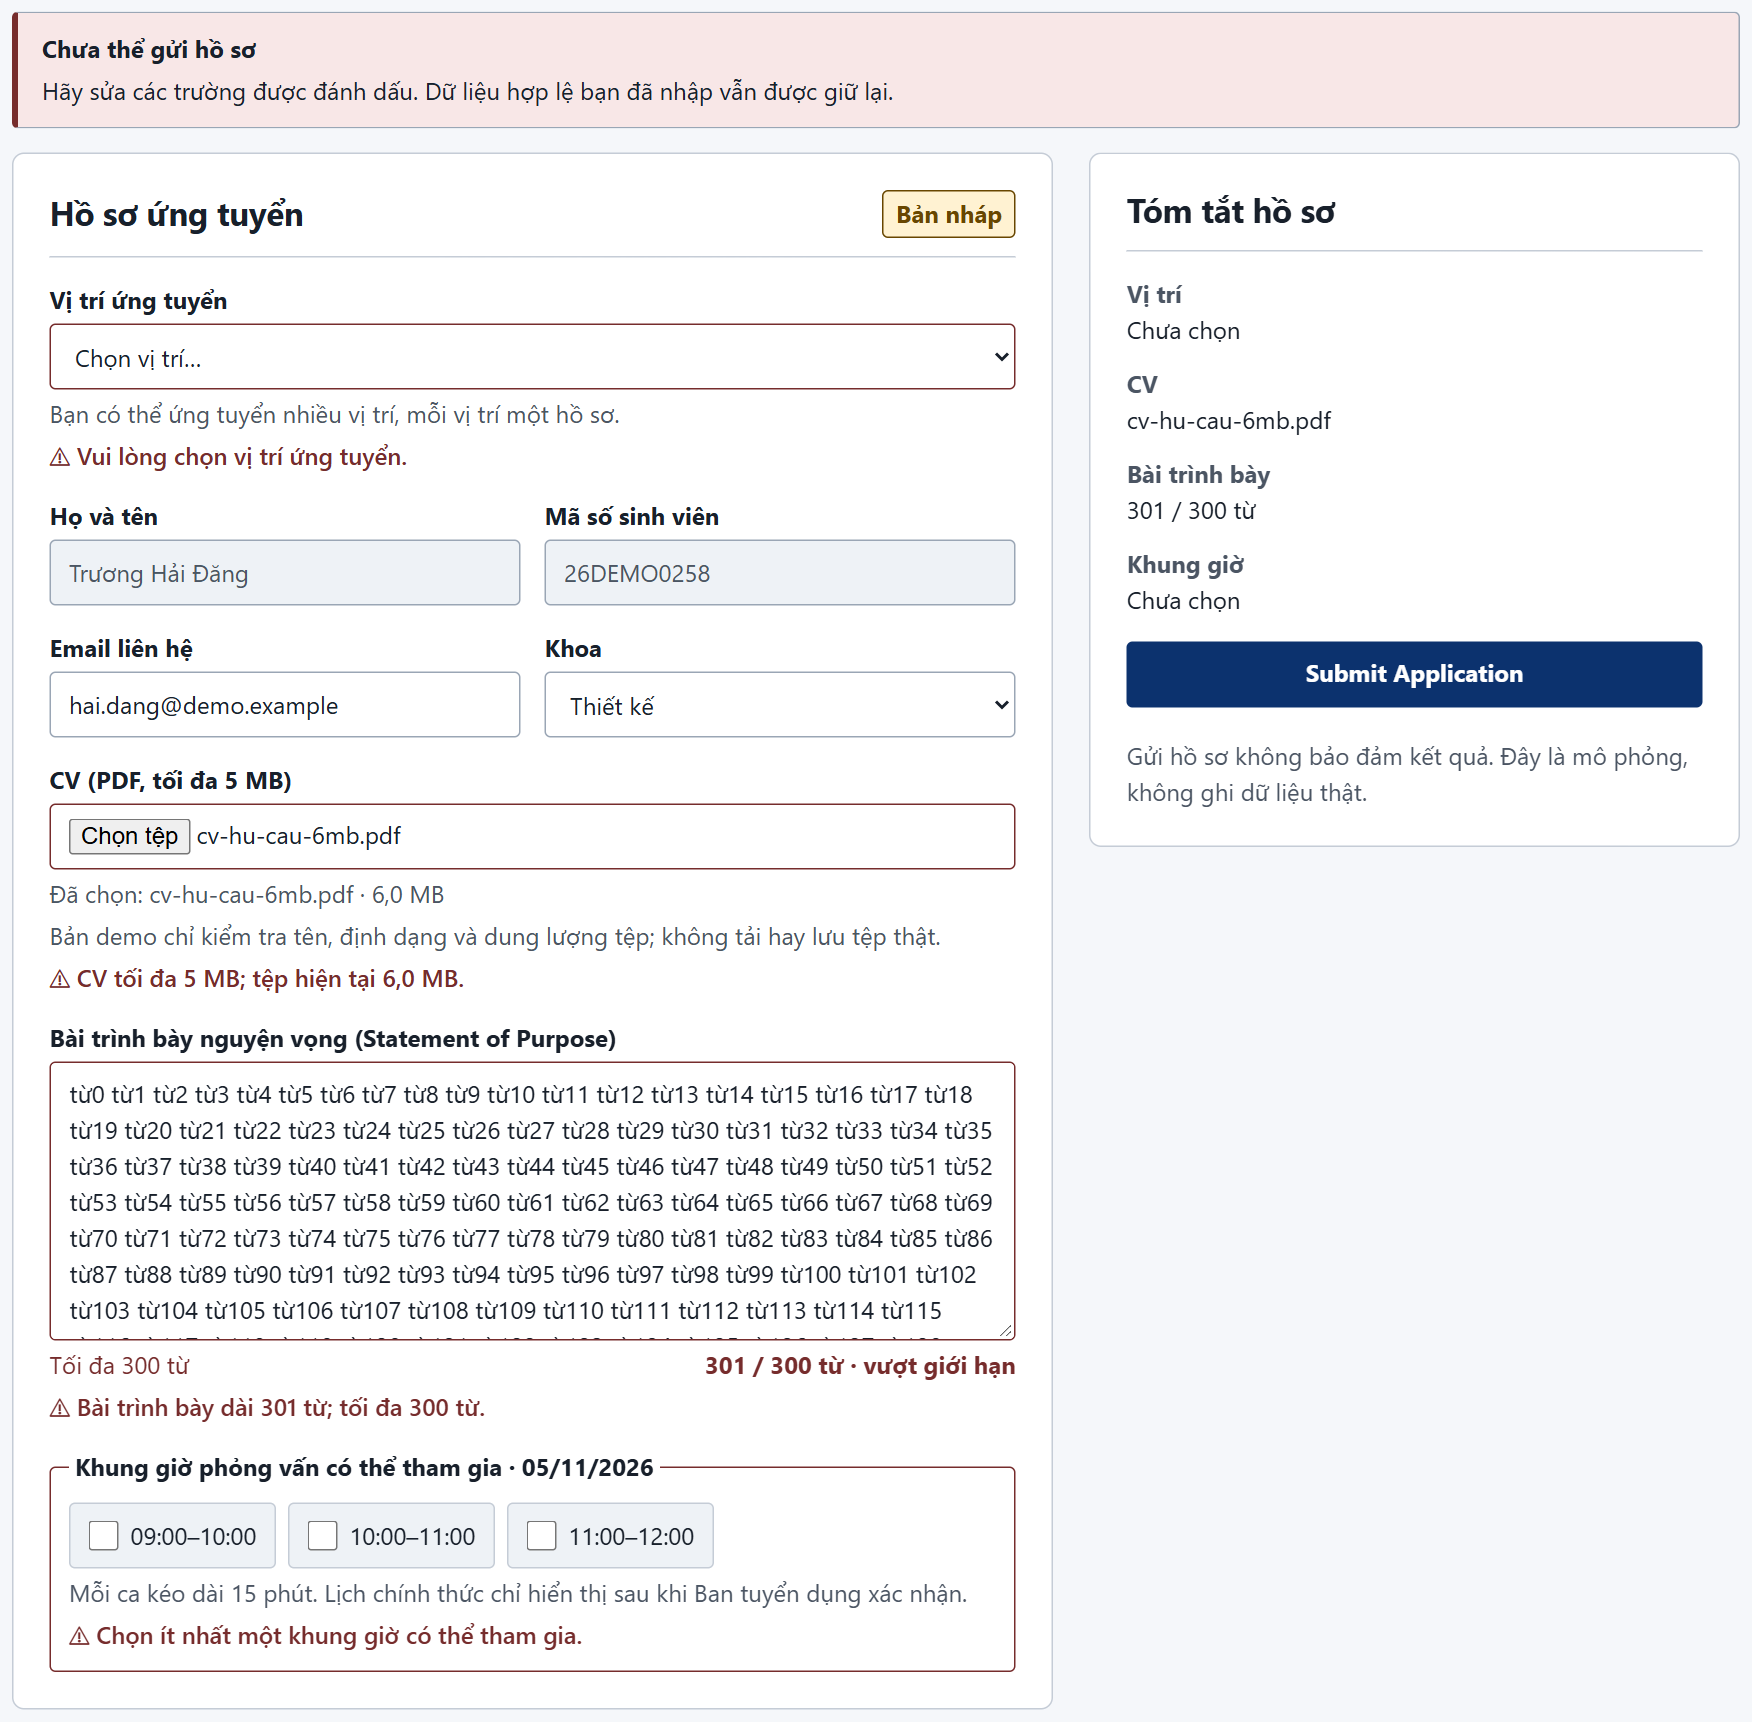 Chưa thể gửi hồ sơ
Hãy sửa các trường được đánh dấu. Dữ liệu hợp lệ bạn đã nhập vẫn được giữ lại.
Hồ sơ ứng tuyển
Bản nháp
Vị trí ứng tuyển
Chọn vị trí...
Bạn có thể ứng tuyển nhiều vị trí, mỗi vị trí một hồ sơ.
⚠ Vui lòng chọn vị trí ứng tuyển.
Họ và tên
Mã số sinh viên
Trương Hải Đăng
26DEMO0258
Email liên hệ
Khoa
hai.dang@demo.example
Thiết kế
CV (PDF, tối đa 5 MB)
Chọn tệp cv-hu-cau-6mb.pdf
Đã chọn: cv-hu-cau-6mb.pdf · 6,0 MB
Bản demo chỉ kiểm tra tên, định dạng và dung lượng tệp; không tải hay lưu tệp thật.
⚠ CV tối đa 5 MB; tệp hiện tại 6,0 MB.
Bài trình bày nguyện vọng (Statement of Purpose)
từ0 từ1 từ2 từ3 từ4 từ5 từ6 từ7 từ8 từ9 từ10 từ11 từ12 từ13 từ14 từ15 từ16 từ17 từ18
từ19 từ20 từ21 từ22 từ23 từ24 từ25 từ26 từ27 từ28 từ29 từ30 từ31 từ32 từ33 từ34 từ35
từ36 từ37 từ38 từ39 từ40 từ41 từ42 từ43 từ44 từ45 từ46 từ47 từ48 từ49 từ50 từ51 từ52
từ53 từ54 từ55 từ56 từ57 từ58 từ59 từ60 từ61 từ62 từ63 từ64 từ65 từ66 từ67 từ68 từ69
từ70 từ71 từ72 từ73 từ74 từ75 từ76 từ77 từ78 từ79 từ80 từ81 từ82 từ83 từ84 từ85 từ86
từ87 từ88 từ89 từ90 từ91 từ92 từ93 từ94 từ95 từ96 từ97 từ98 từ99 từ100 từ101 từ102
từ103 từ104 từ105 từ106 từ107 từ108 từ109 từ110 từ111 từ112 từ113 từ114 từ115
Tối đa 300 từ
301 / 300 từ · vượt giới hạn
⚠ Bài trình bày dài 301 từ; tối đa 300 từ.
Khung giờ phỏng vấn có thể tham gia · 05/11/2026
09:00–10:00
10:00–11:00
11:00–12:00
Mỗi ca kéo dài 15 phút. Lịch chính thức chỉ hiển thị sau khi Ban tuyển dụng xác nhận.
⚠ Chọn ít nhất một khung giờ có thể tham gia.
Tóm tắt hồ sơ
Vị trí
Chưa chọn
CV
cv-hu-cau-6mb.pdf
Bài trình bày
301 / 300 từ
Khung giờ
Chưa chọn
Submit Application
Gửi hồ sơ không bảo đảm kết quả. Đây là mô phỏng,
không ghi dữ liệu thật.